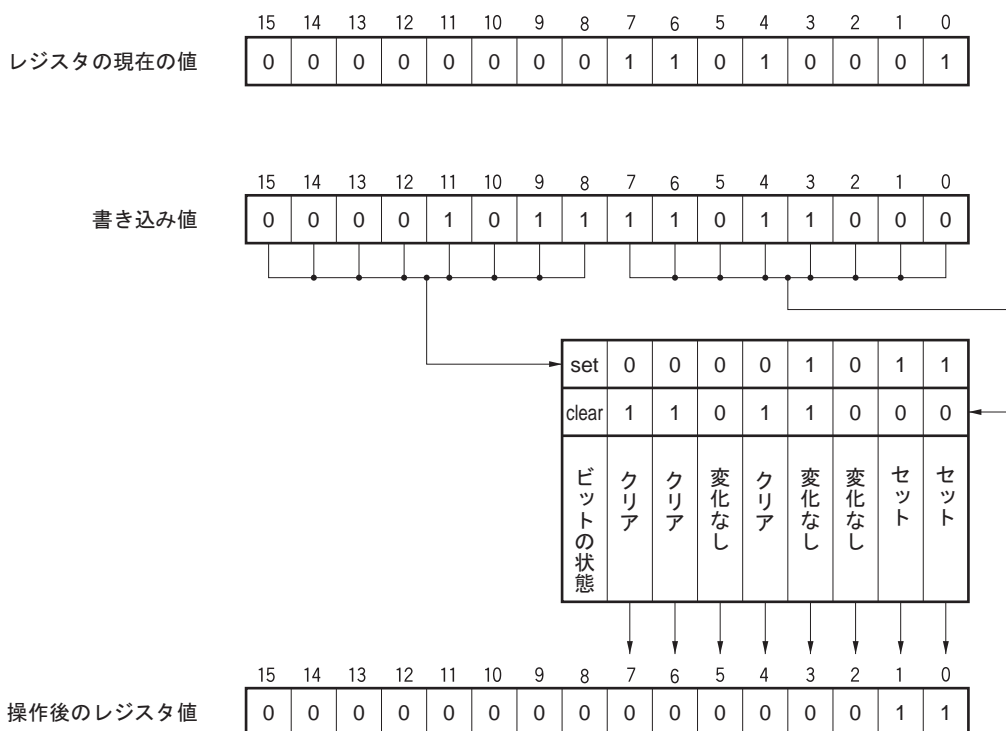 15 14 13 12 11 10 9 8 7 6 5 4 3 2 1 0
レジスタの現在の値 0 0 0 0 0 0 0 0 1 1 0 1 0 0 0 1
15 14 13 12 11 10 9 8 7 6 5 4 3 2 1 0
書き込み値 0 0 0 0 1 0 1 1 1 1 0 1 1 0 0 0
set 0 0 0 0 1 0 1 1
clear 1 1 0 1 1 0 0 0
ビットの状態 クリア クリア 変化なし クリア 変化なし 変化なし セット セット
15 14 13 12 11 10 9 8 7 6 5 4 3 2 1 0
操作後のレジスタ値 0 0 0 0 0 0 0 0 0 0 0 0 0 0 1 1